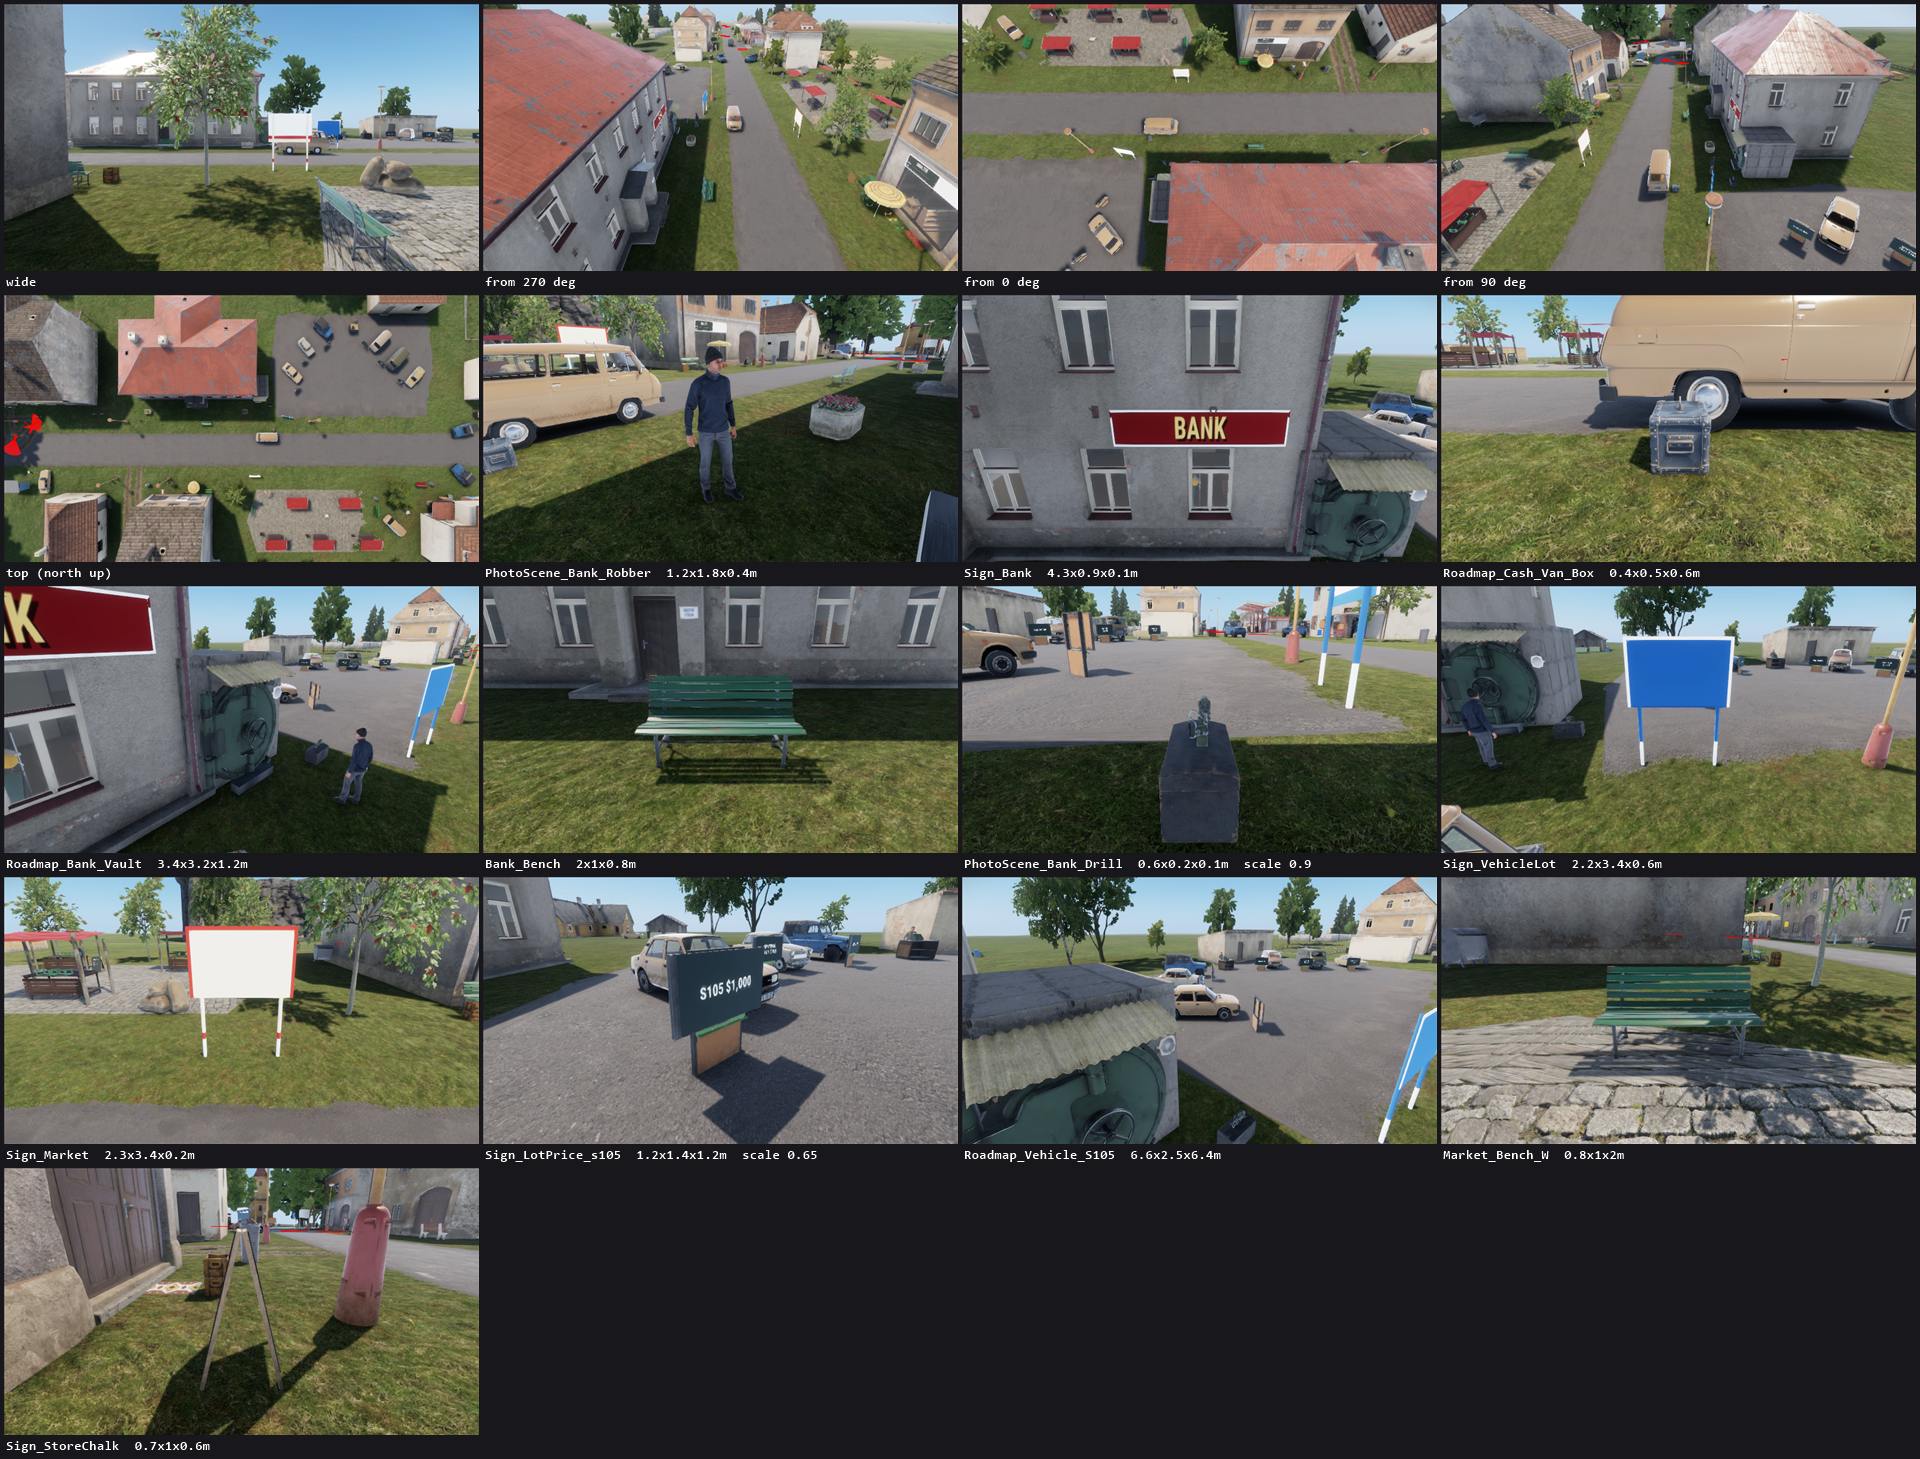 wide
from 270 deg
from 0 deg
from 90 deg
top (north up)
PhotoScene_Bank_Robber 1.2x1.8x0.4m
BANK
Sign_Bank 4.3x0.9x0.1m
Roadmap_Cash_Van_Box 0.4x0.5x0.6m
K
Roadmap_Bank_Vault 3.4x3.2x1.2m
Bank_Bench 2x1x0.8m
PhotoScene_Bank_Drill 0.6x0.2x0.1m scale 0.9
Sign_VehicleLot 2.2x3.4x0.6m
Sign_Market 2.3x3.4x0.2m
S105 $1,000
Sign_LotPrice_s105 1.2x1.4x1.2m scale 0.65
Roadmap_Vehicle_S105 6.6x2.5x6.4m
Market_Bench_W 0.8x1x2m
Sign_StoreChalk 0.7x1x0.6m